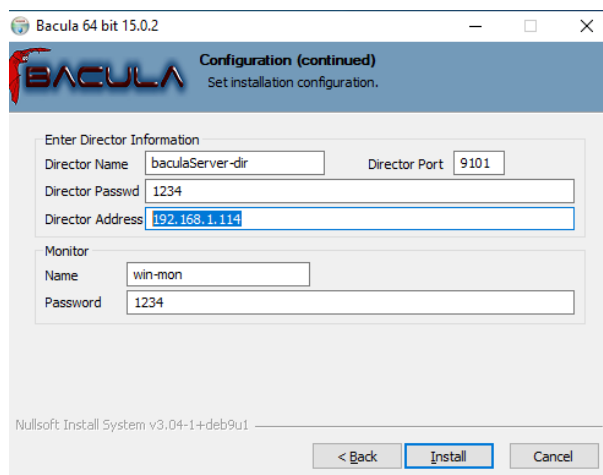 Bacula 64 bit 15.0.2
BACULA
Configuration (continued)
Set installation configuration.
Enter Director Information
Director Name baculaServer-dir Director Port 9101
Director Passwd 1234
Director Address 192.168.1.114
Monitor
Name win-mon
Password 1234
Nullsoft Install System v3.04-1+deb9u1
< Back Install Cancel